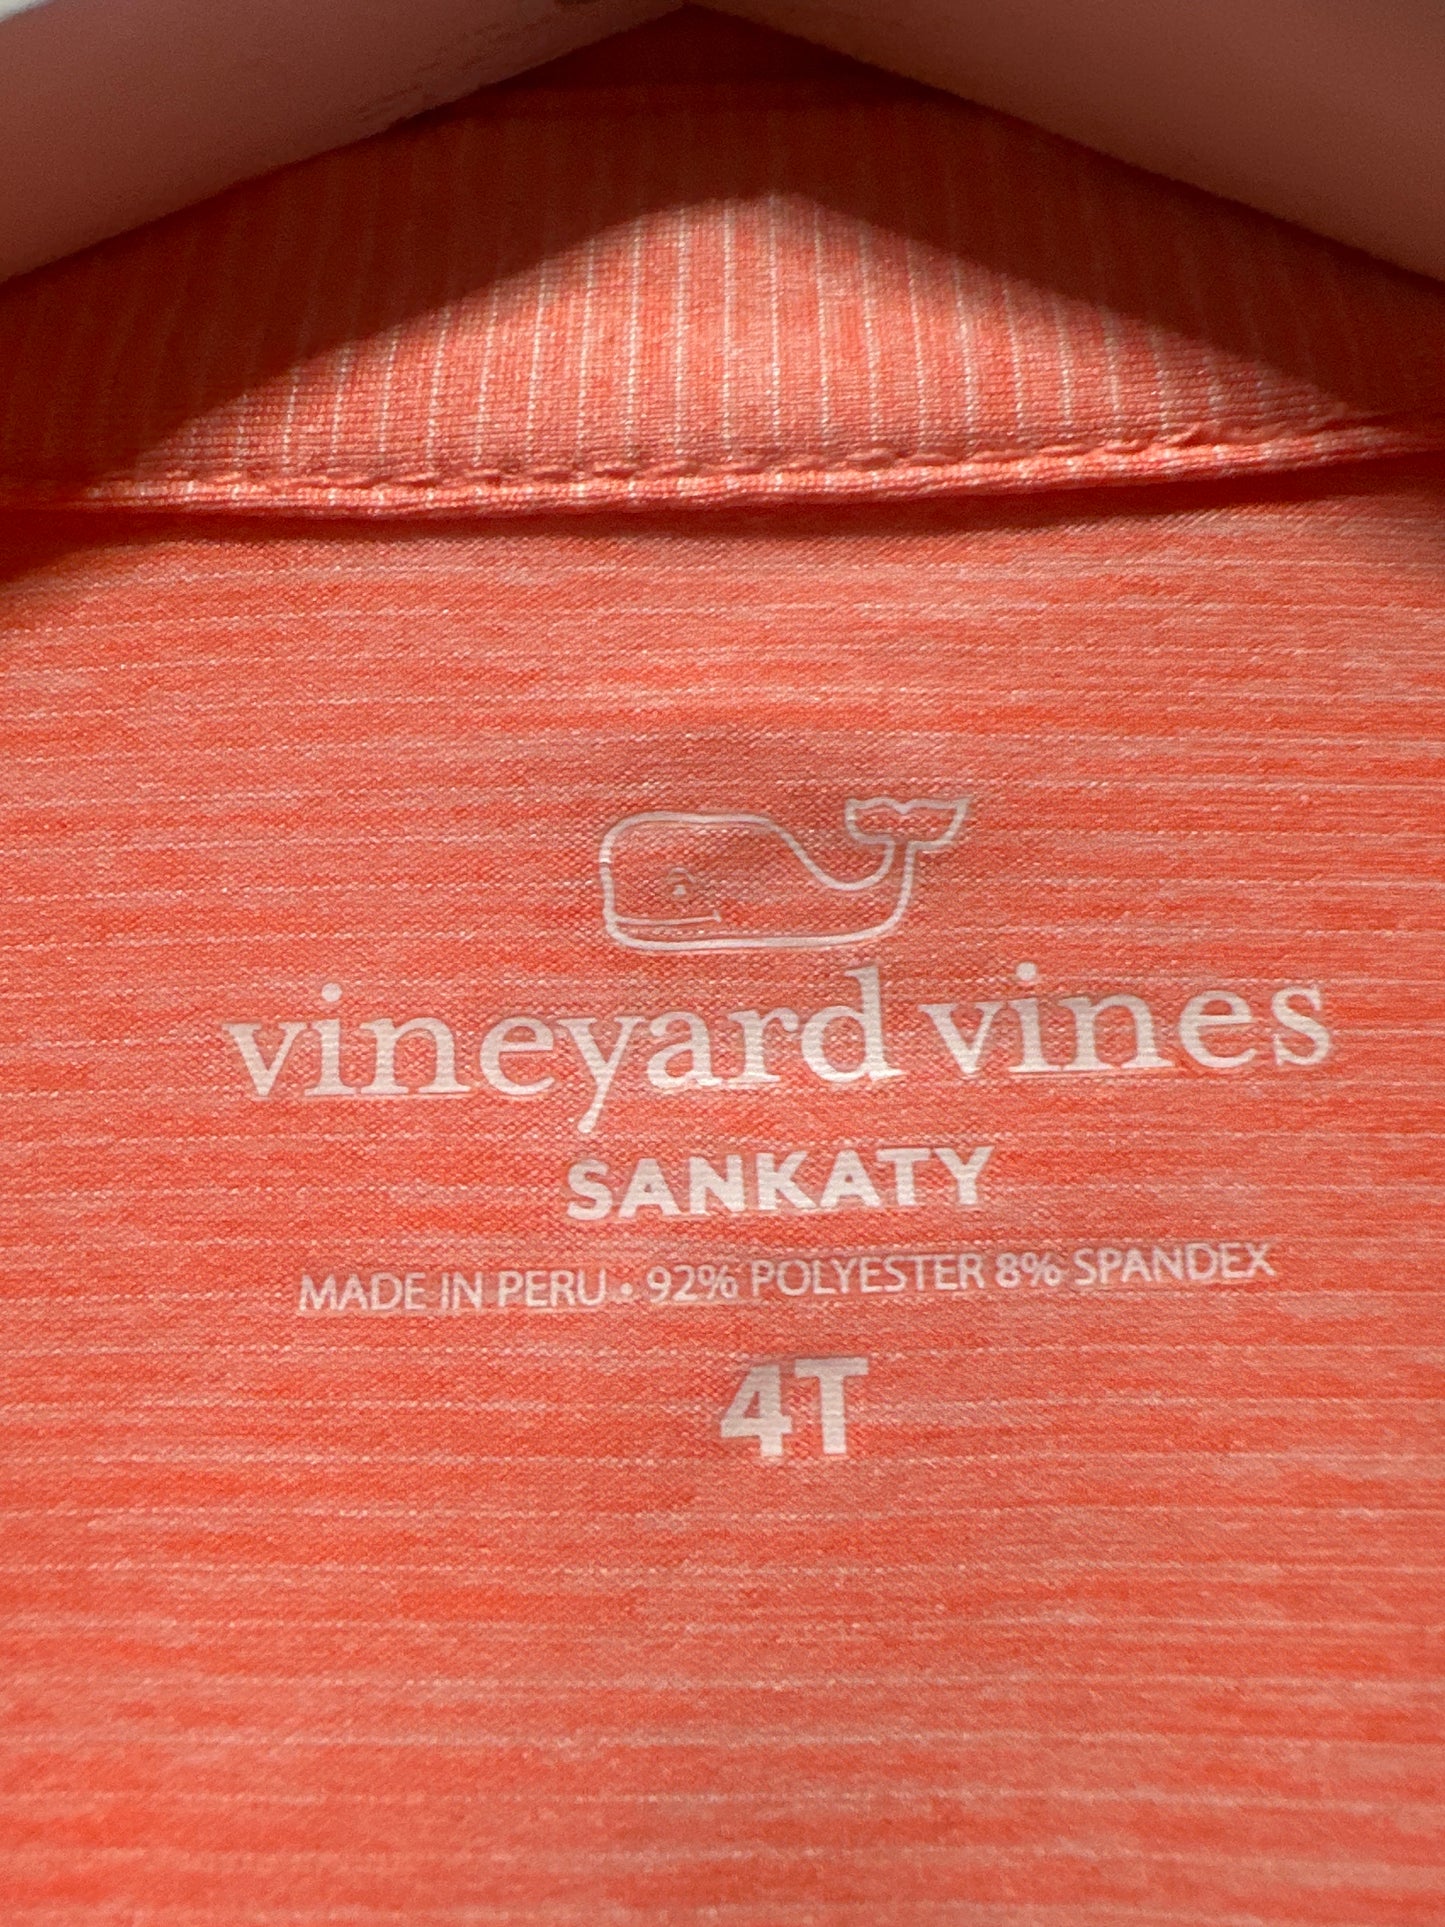 vineyard vines
SANKATY
MADE IN PERU • 92% POLYESTER 8% SPANDEX
4T